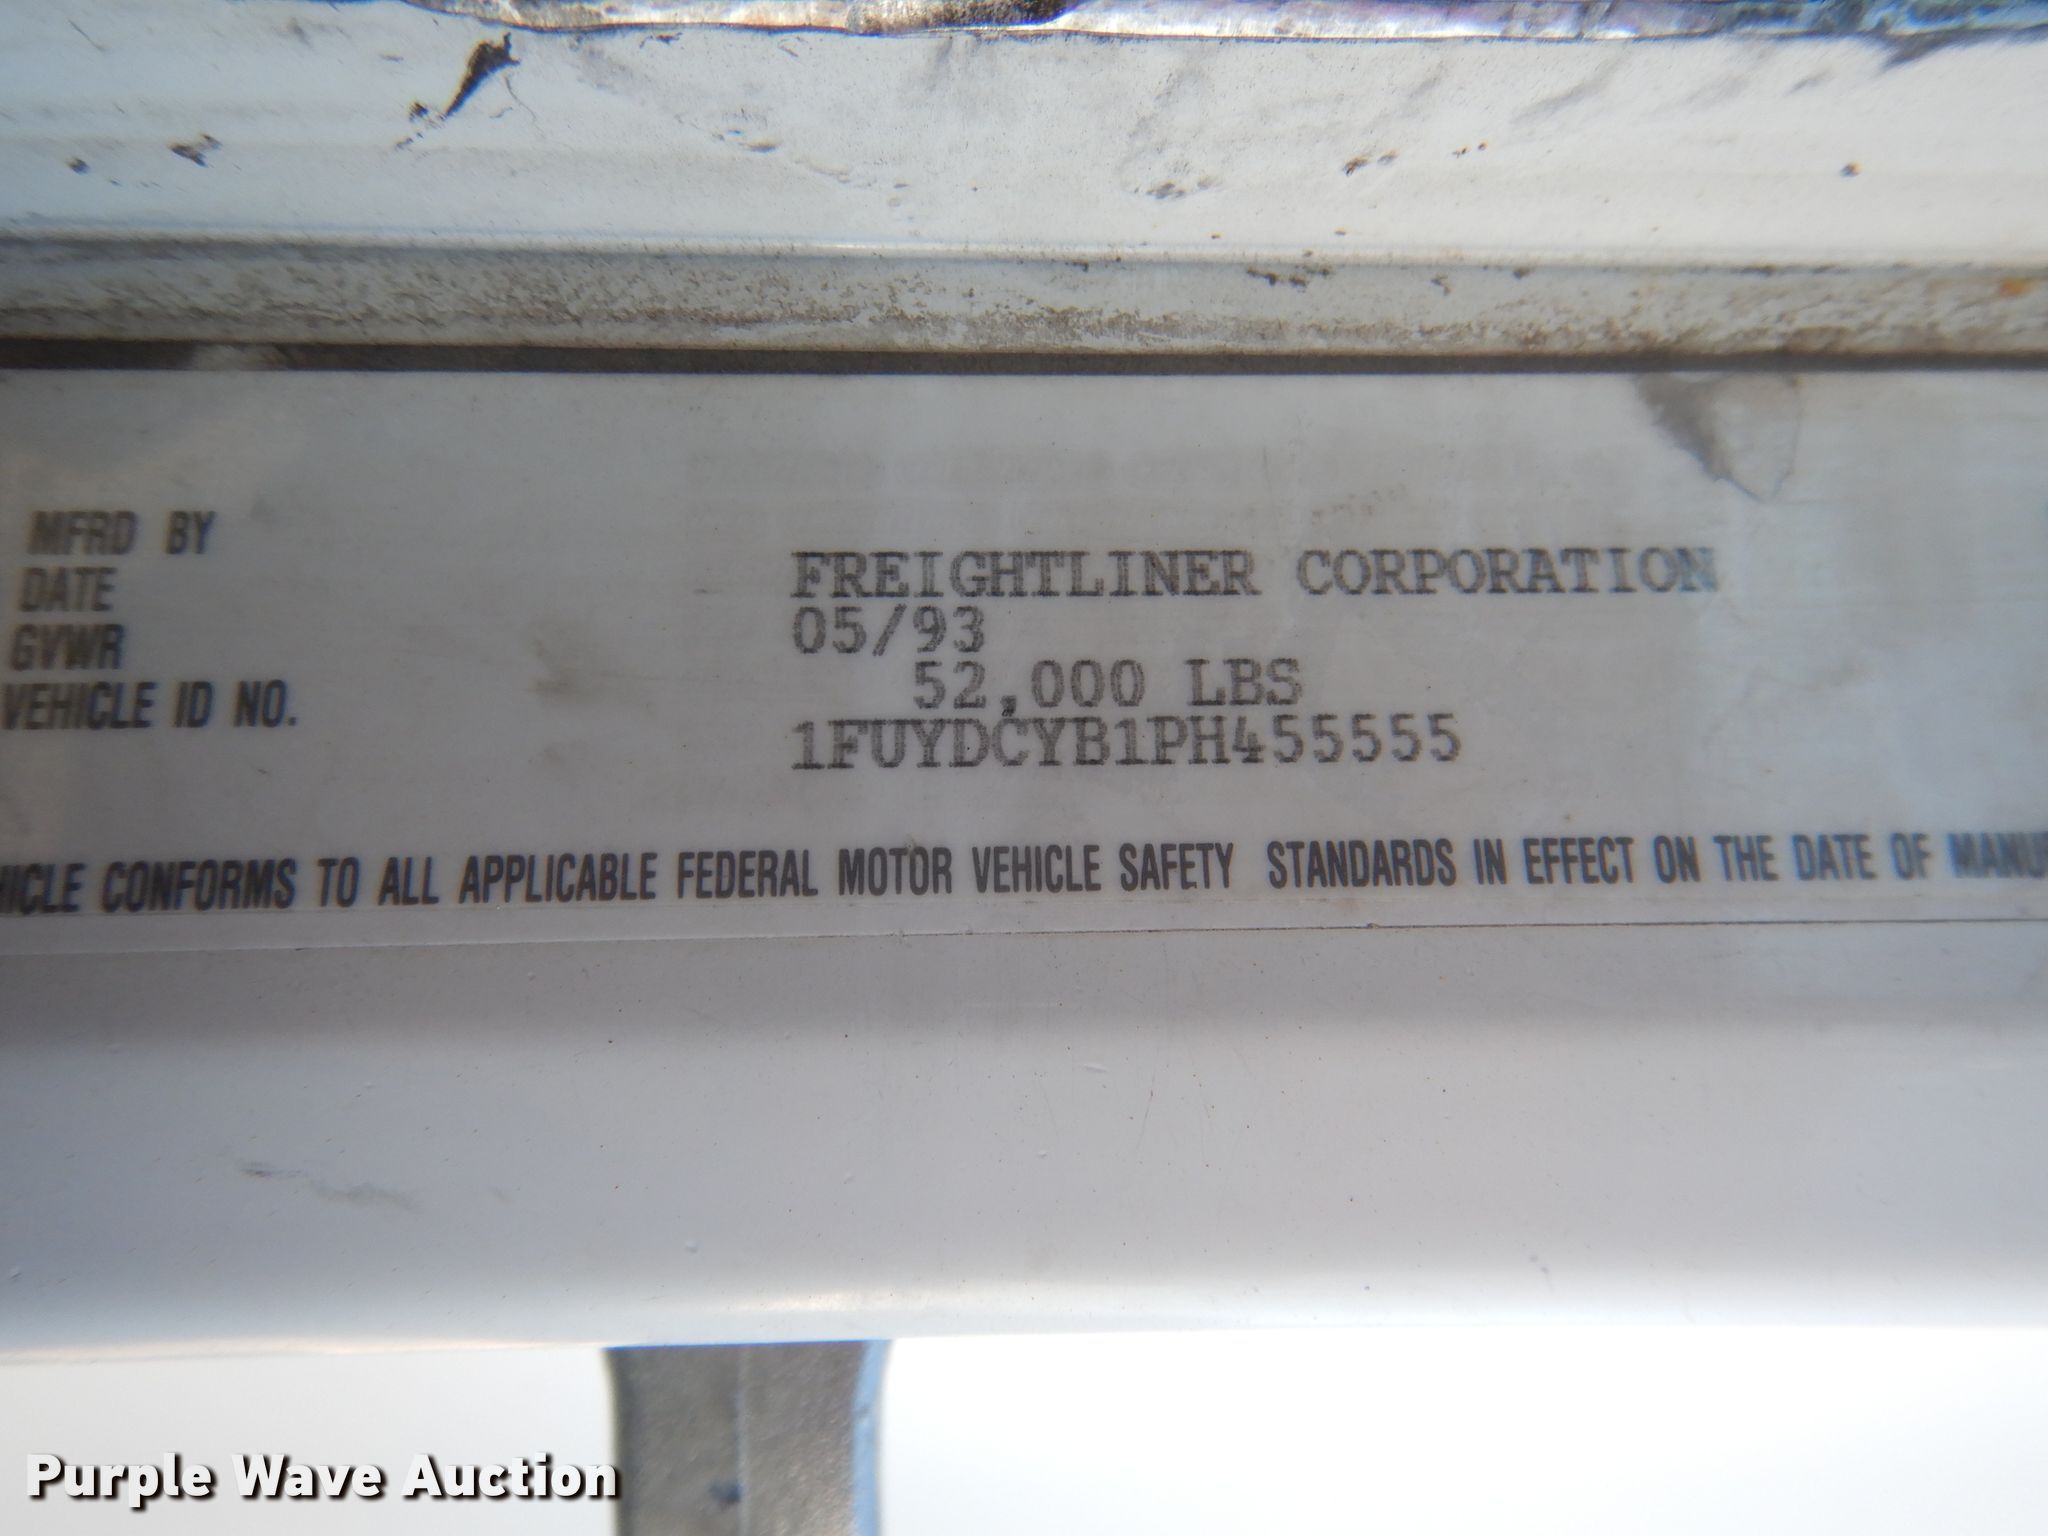 MFRD BY FREIGHTLINER CORPORATION
DATE 05/93
GVWR 52,000 LBS
VEHICLE ID NO. 1FUYDCYB1PH455555
HICLE CONFORMS TO ALL APPLICABLE FEDERAL MOTOR VEHICLE SAFETY STANDARDS IN EFFECT ON THE DATE OF MANU
Purple Wave Auction